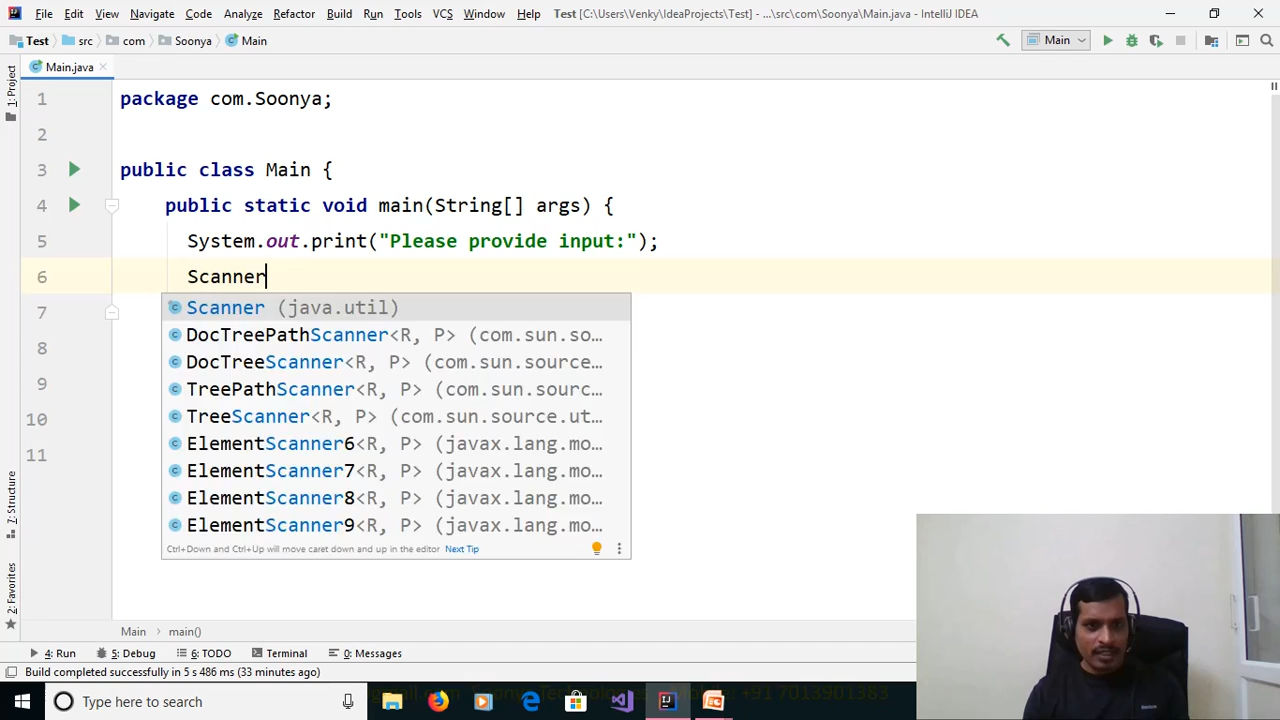 File Edit View Navigate Code Analyze Refactor Build Run Tools VCS Window Help Test [C:\Users\Venky\IdeaProjects\Test] - ...\src\com\Soonya\Main.java - IntelliJ IDEA
Test src com Soonya Main Main
Main.java
1: Project
1 package com.Soonya;
2
3 public class Main {
4 public static void main(String[] args) {
5 System.out.print("Please provide input:");
6 Scanner
7 Scanner (java.util)
DocTreePathScanner<R, P> (com.sun.so...
8 DocTreeScanner<R, P> (com.sun.source...
9 TreePathScanner<R, P> (com.sun.sourc...
10 TreeScanner<R, P> (com.sun.source.ut...
ElementScanner6<R, P> (javax.lang.mo...
11 ElementScanner7<R, P> (javax.lang.mo...
ElementScanner8<R, P> (javax.lang.mo...
ElementScanner9<R, P> (javax.lang.mo...
Ctrl+Down and Ctrl+Up will move caret down and up in the editor Next Tip
7: Structure
2: Favorites
Main main()
4: Run 5: Debug 6: TODO Terminal 0: Messages
Build completed successfully in 5 s 486 ms (33 minutes ago)
Type here to search